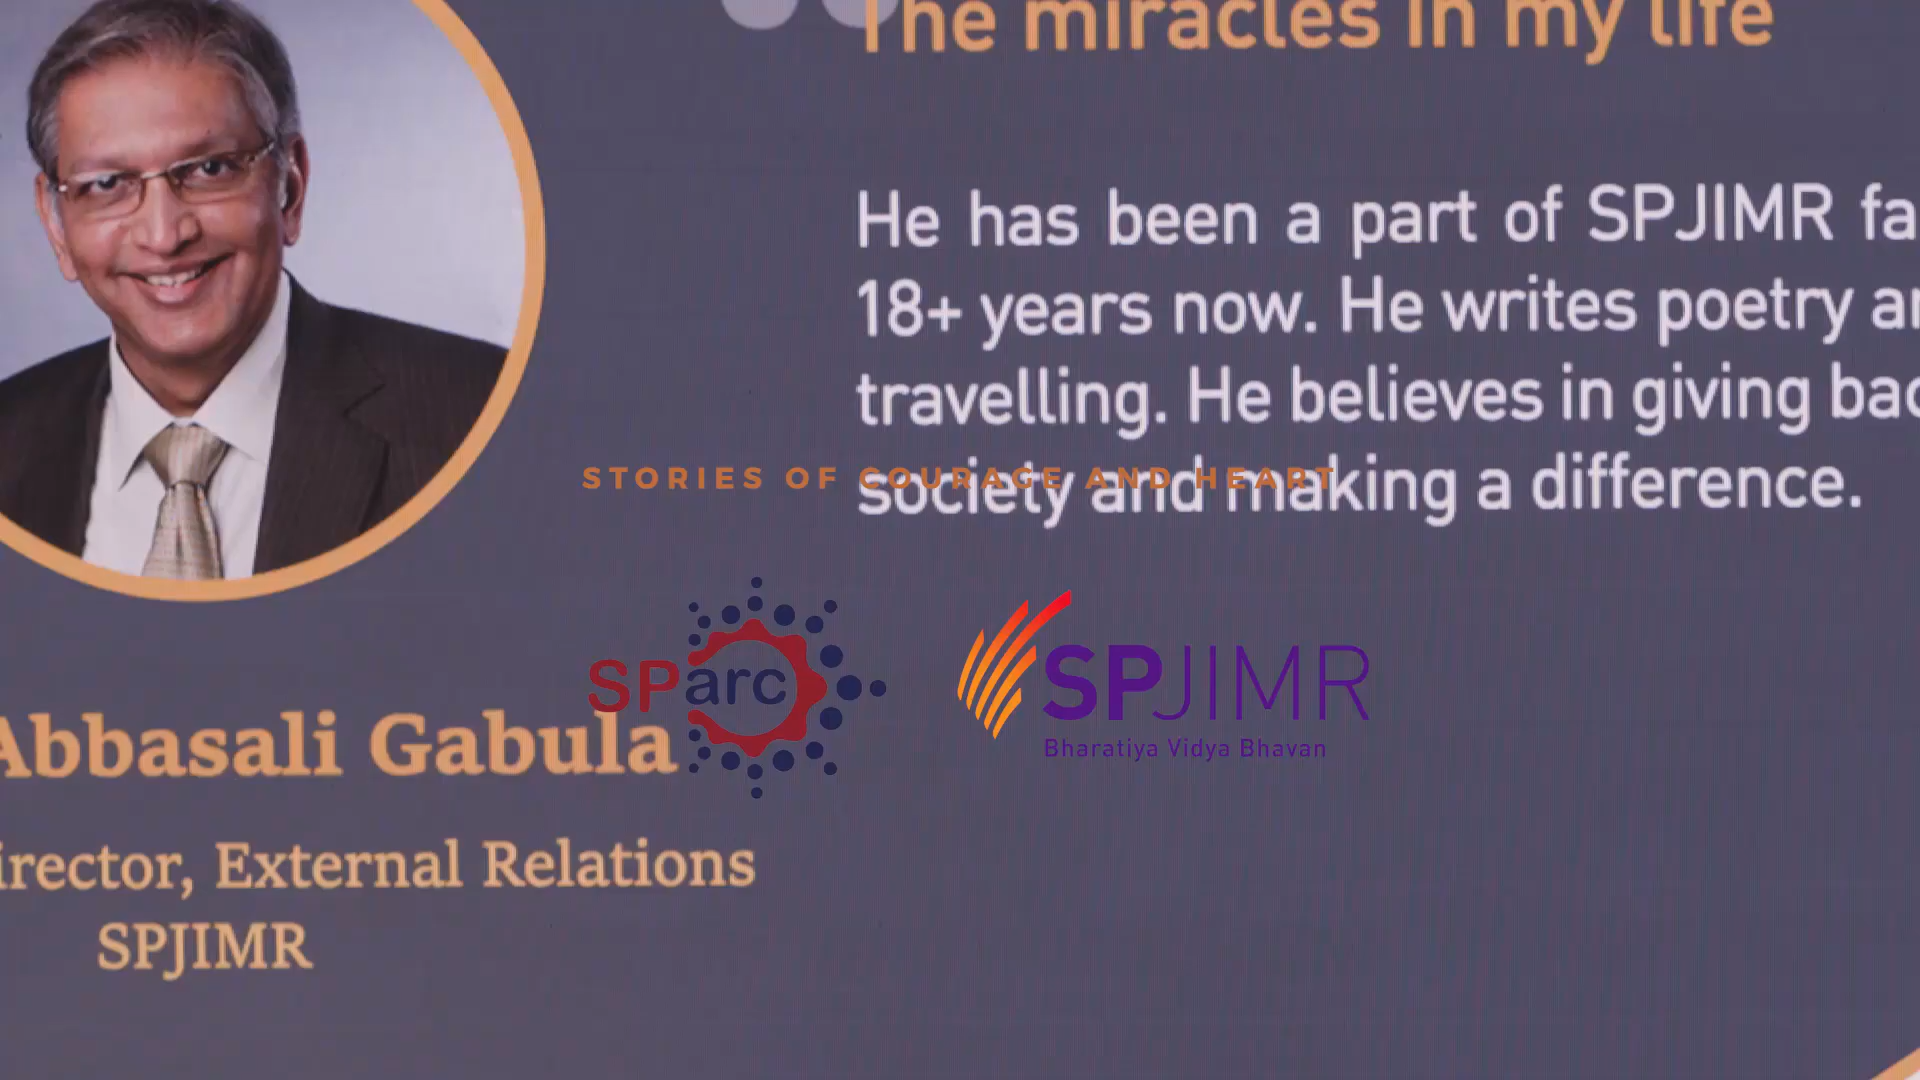 The miracles in my life
He has been a part of SPJIMR fa
18+ years now. He writes poetry an
travelling. He believes in giving bac
society and making a difference.
STORIES OF COURAGE AND HEART
SParc
SPJIMR
Bharatiya Vidya Bhavan
Abbasali Gabula
irector, External Relations
SPJIMR